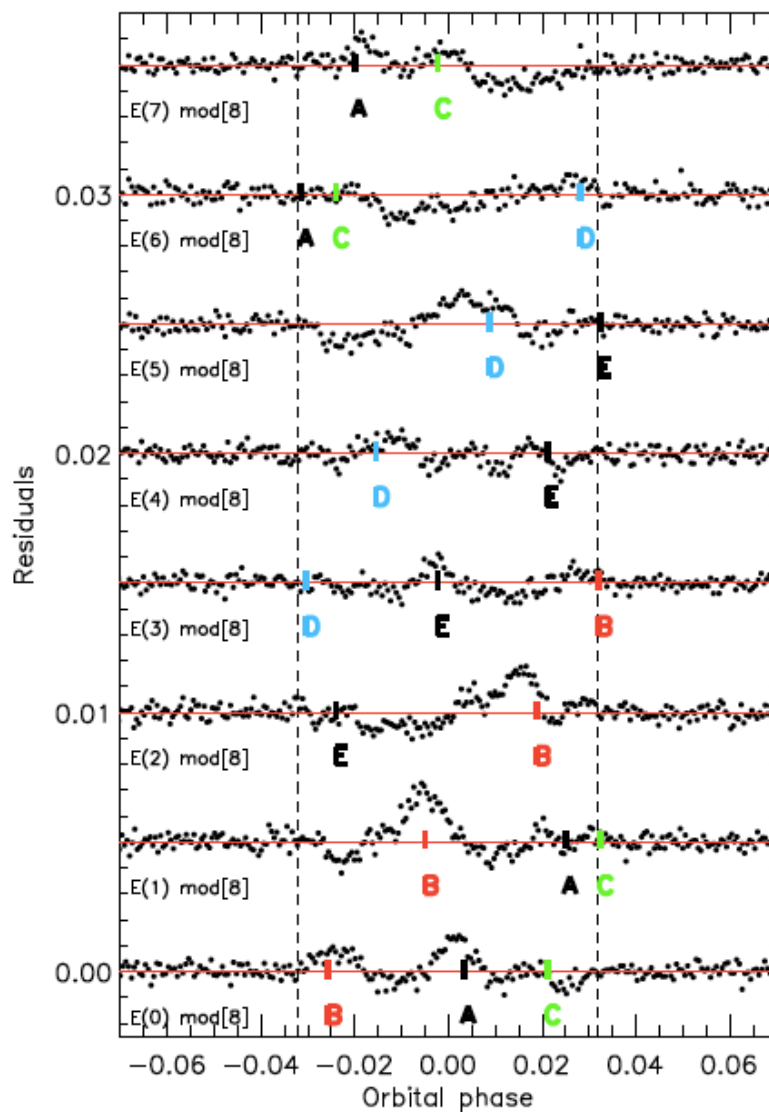 A C
E(7) mod[8]
0.03
A C D
E(6) mod[8]
D E
E(5) mod[8]
0.02
D E
E(4) mod[8]
Residuals
D E B
E(3) mod[8]
0.01
E B
E(2) mod[8]
B A C
E(1) mod[8]
0.00
B A C
E(0) mod[8]
−0.06 −0.04 −0.02 0.00 0.02 0.04 0.06
Orbital phase